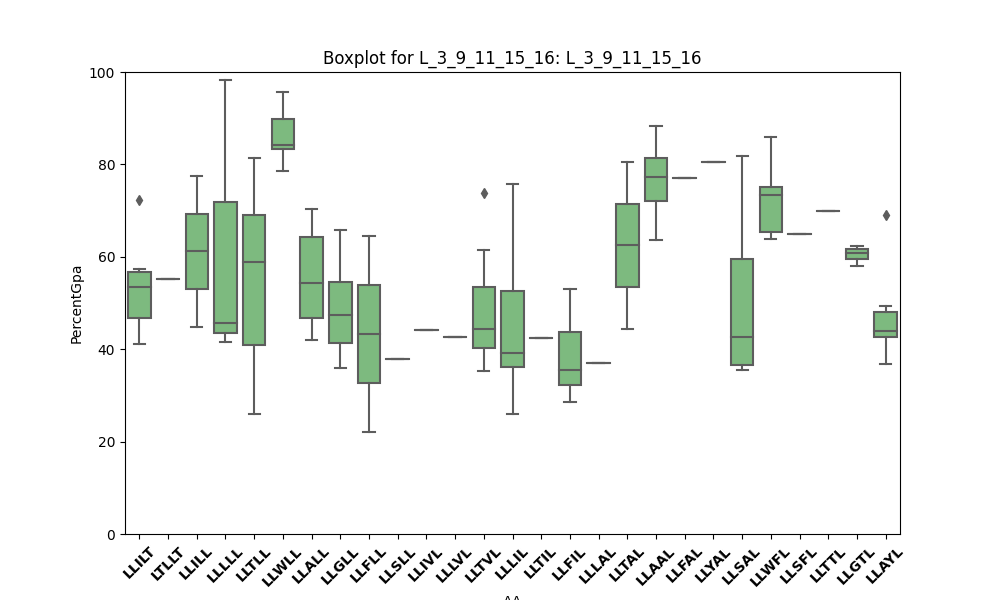 Boxplot for L_3_9_11_15_16: L_3_9_11_15_16
100
80
60
40
20
0
PercentGpa
LLILT
LTLLT
LLILL
LLLLL
LLTLL
LLWLL
LLALL
LLGLL
LLFLL
LLSLL
LLIVL
LLLVL
LLTVL
LLLIL
LLTIL
LLFIL
LLLAL
LLTAL
LLAAL
LLFAL
LLYAL
LLSAL
LLWFL
LLSFL
LLTTL
LLGTL
LLAYL
AA